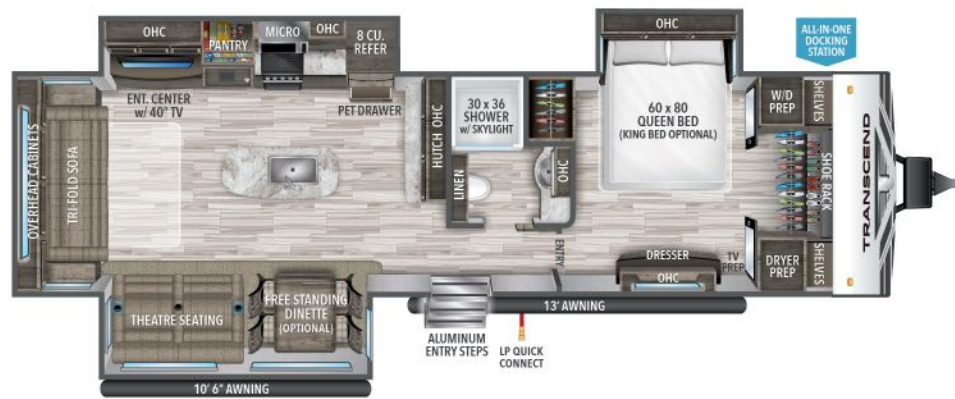 OHC
PANTRY
MICRO
OHC
8 CU.
REFER
ALL-IN-ONE
DOCKING
STATION
OHC
ENT. CENTER
w/ 40" TV
PET DRAWER
HUTCH OHC
30 x 36
SHOWER
w/ SKYLIGHT
60 x 80
QUEEN BED
(KING BED OPTIONAL)
W/D
PREP
SHELVES
OVERHEAD CABINETS
TRI-FOLD SOFA
LINEN
OHC
SHOE RACK
TRANSCEND
ENTRY
DRESSER
OHC
TV
PREP
DRYER
PREP
SHELVES
THEATRE SEATING
FREE STANDING
DINETTE
(OPTIONAL)
13' AWNING
ALUMINUM
ENTRY STEPS
LP QUICK
CONNECT
10' 6" AWNING